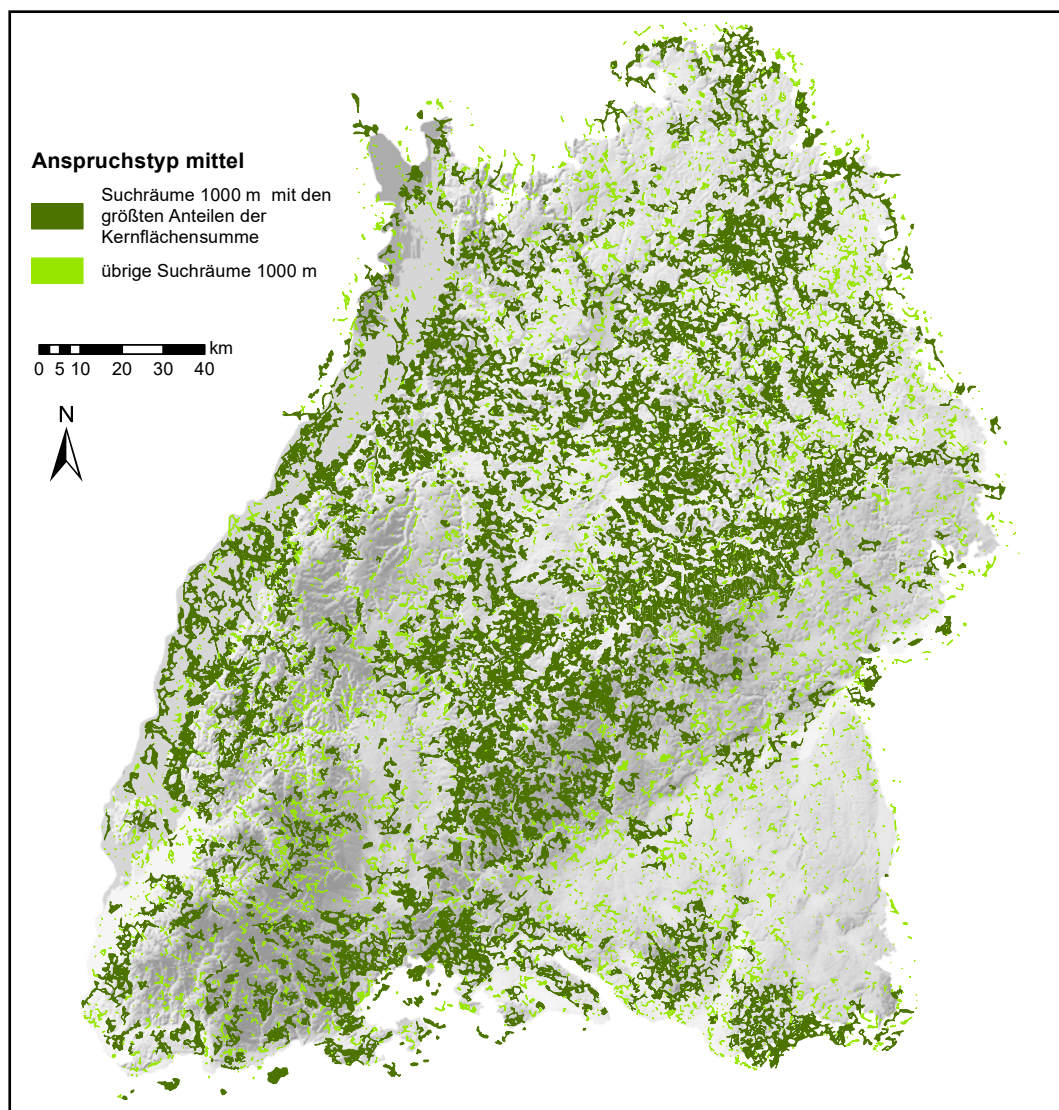 Anspruchstyp mittel
Suchräume 1000 m  mit den
größten Anteilen der
Kernflächensumme
übrige Suchräume 1000 m
km
0 5 10 20 30 40
N